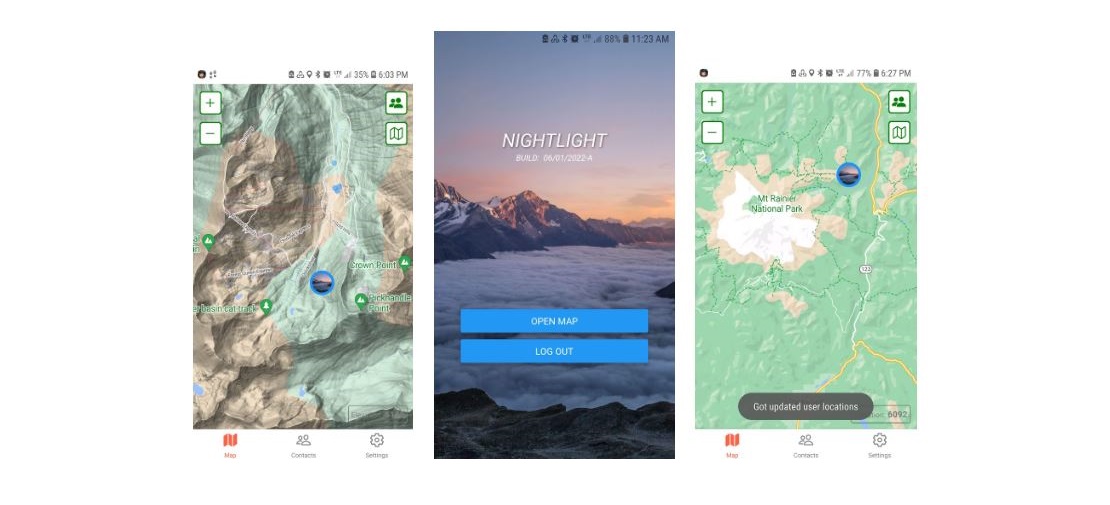 35% 6:03 PM
+
−
Crown Point
Point
er basin cat track
Map
Contacts
Settings
LTE 88% 11:23 AM
NIGHTLIGHT
BUILD: 06/01/2022-A
OPEN MAP
LOG OUT
77% 6:27 PM
+
−
Mt Rainier
National Park
123
Got updated user locations
6092
Map
Contacts
Settings